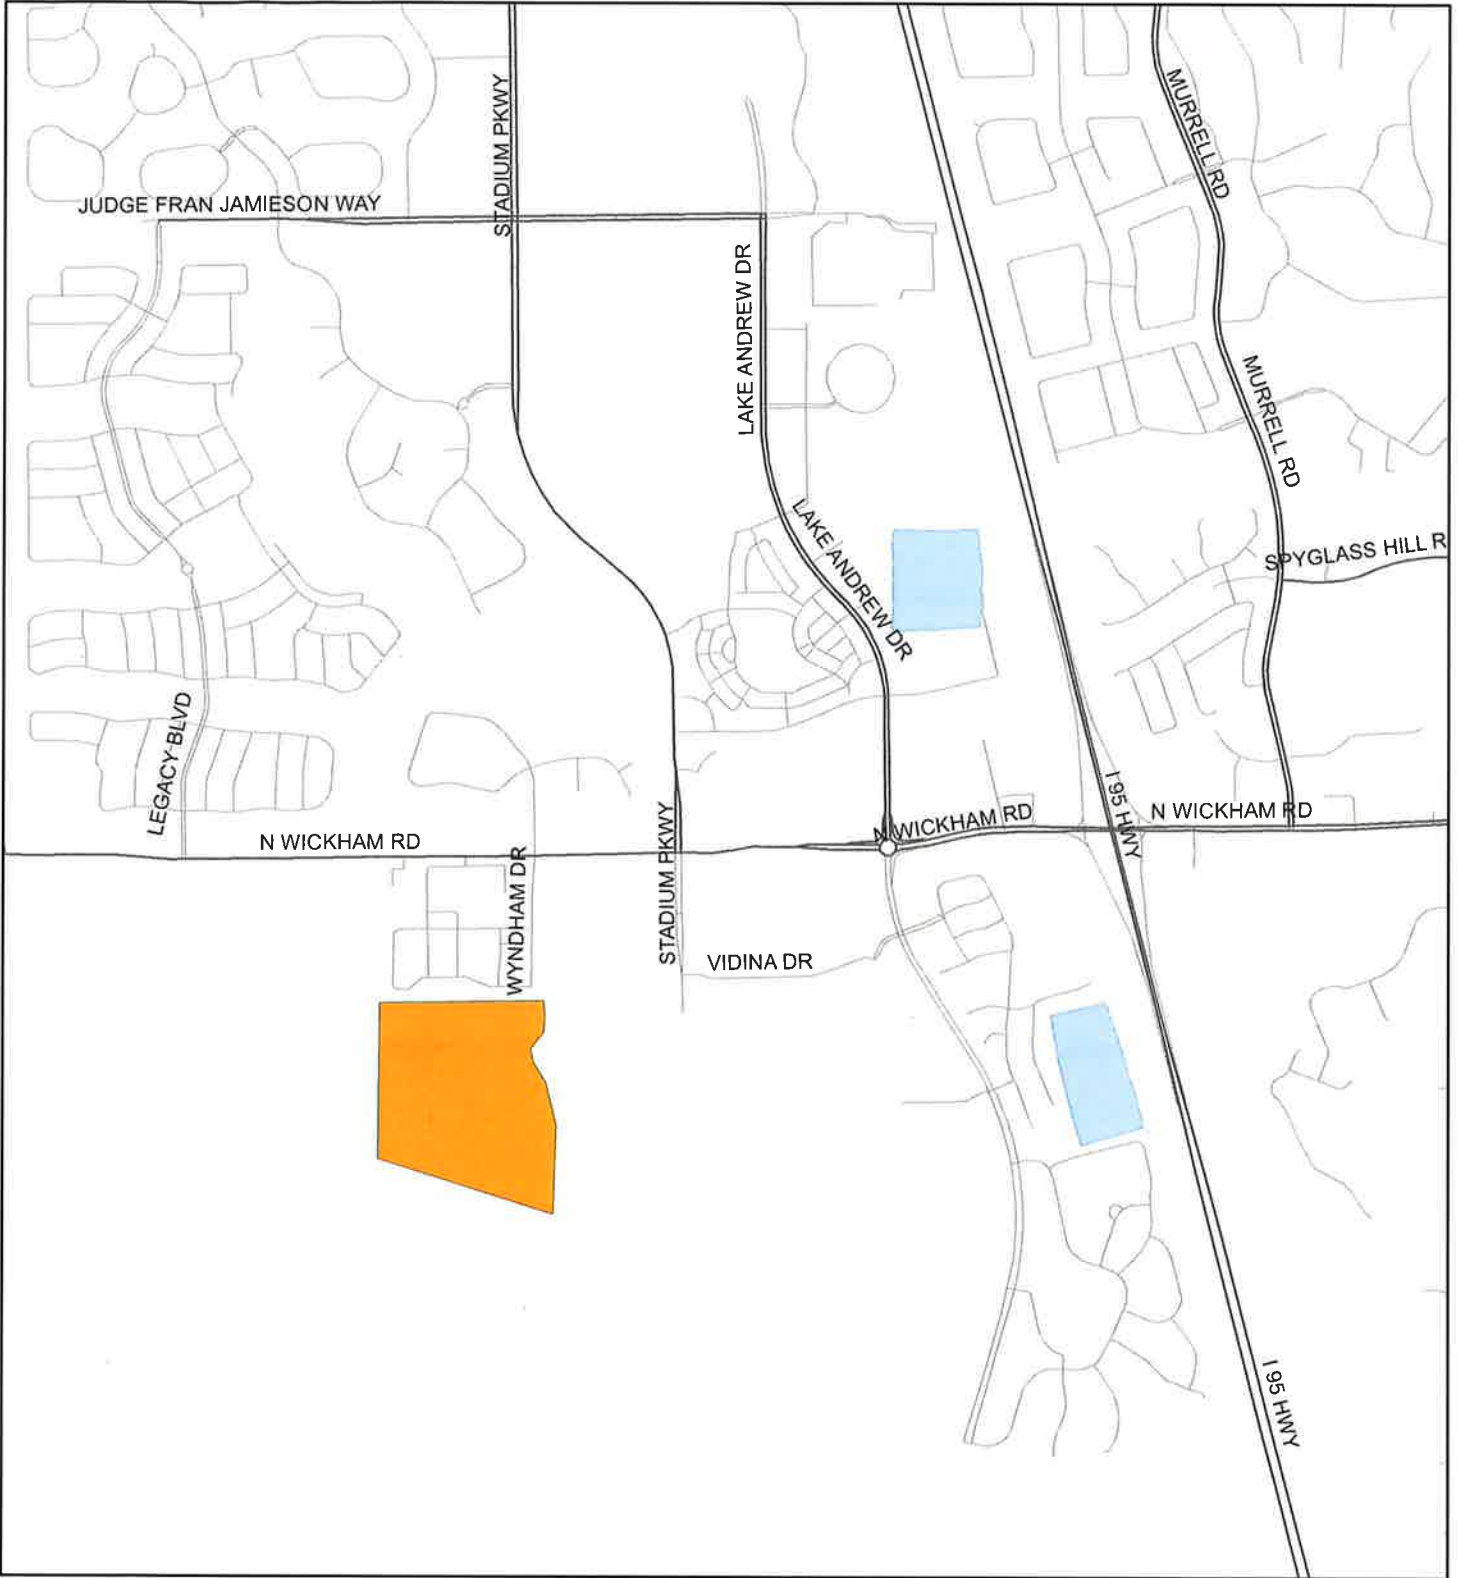 STADIUM PKWY
MURRELL RD
JUDGE FRAN JAMIESON WAY
LAKE ANDREW DR
MURRELL RD
LAKE ANDREW DR
SPYGLASS HILL R
LEGACY BLVD
I 95 HWY
N WICKHAM RD
N WICKHAM RD
N WICKHAM RD
STADIUM PKWY
WYNDHAM DR
VIDINA DR
I 95 HWY